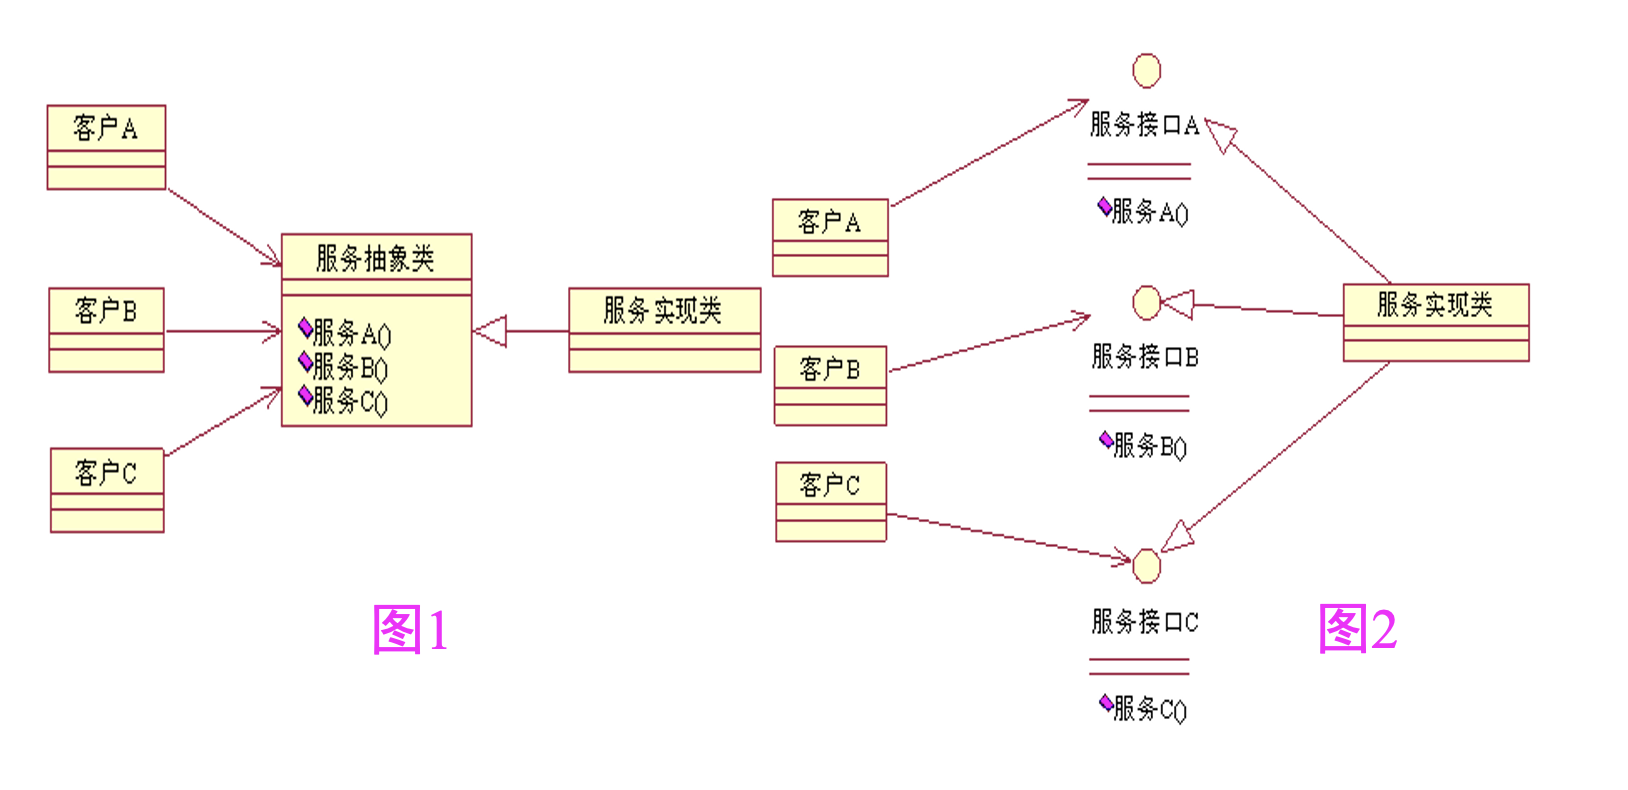 客户A
客户B
客户C
服务抽象类
服务A()
服务B()
服务C()
服务实现类
图1
客户A
客户B
客户C
服务接口A
服务A()
服务接口B
服务B()
服务接口C
服务C()
服务实现类
图2